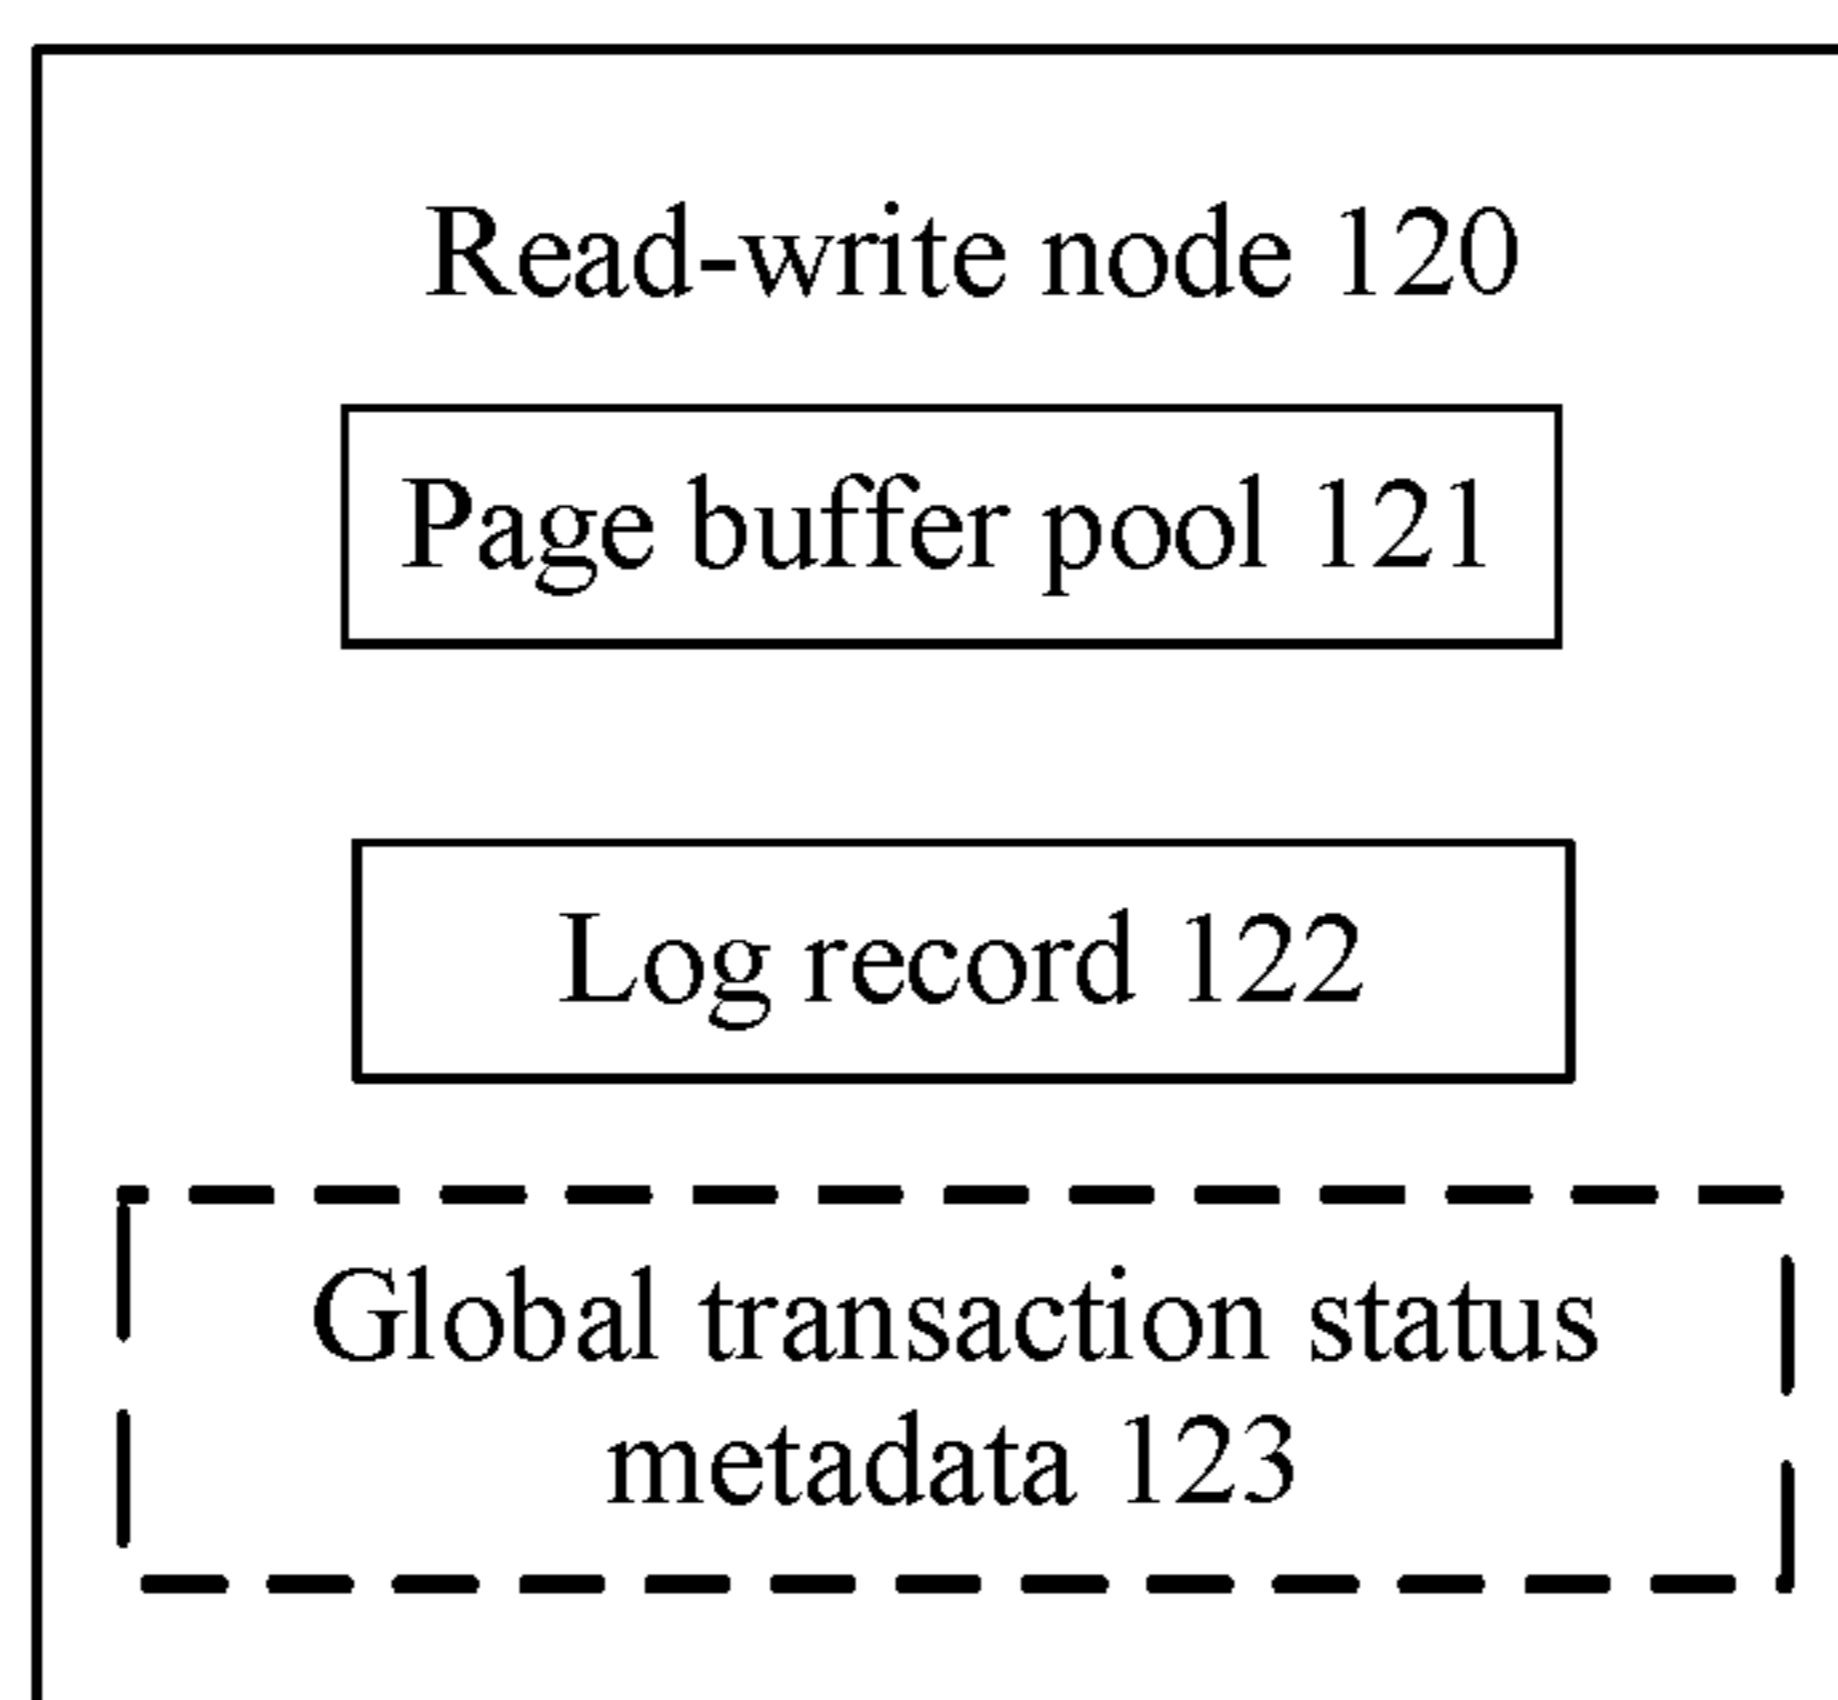 Read-write node 120
Page buffer pool 121
Log record 122
Global transaction status
metadata 123